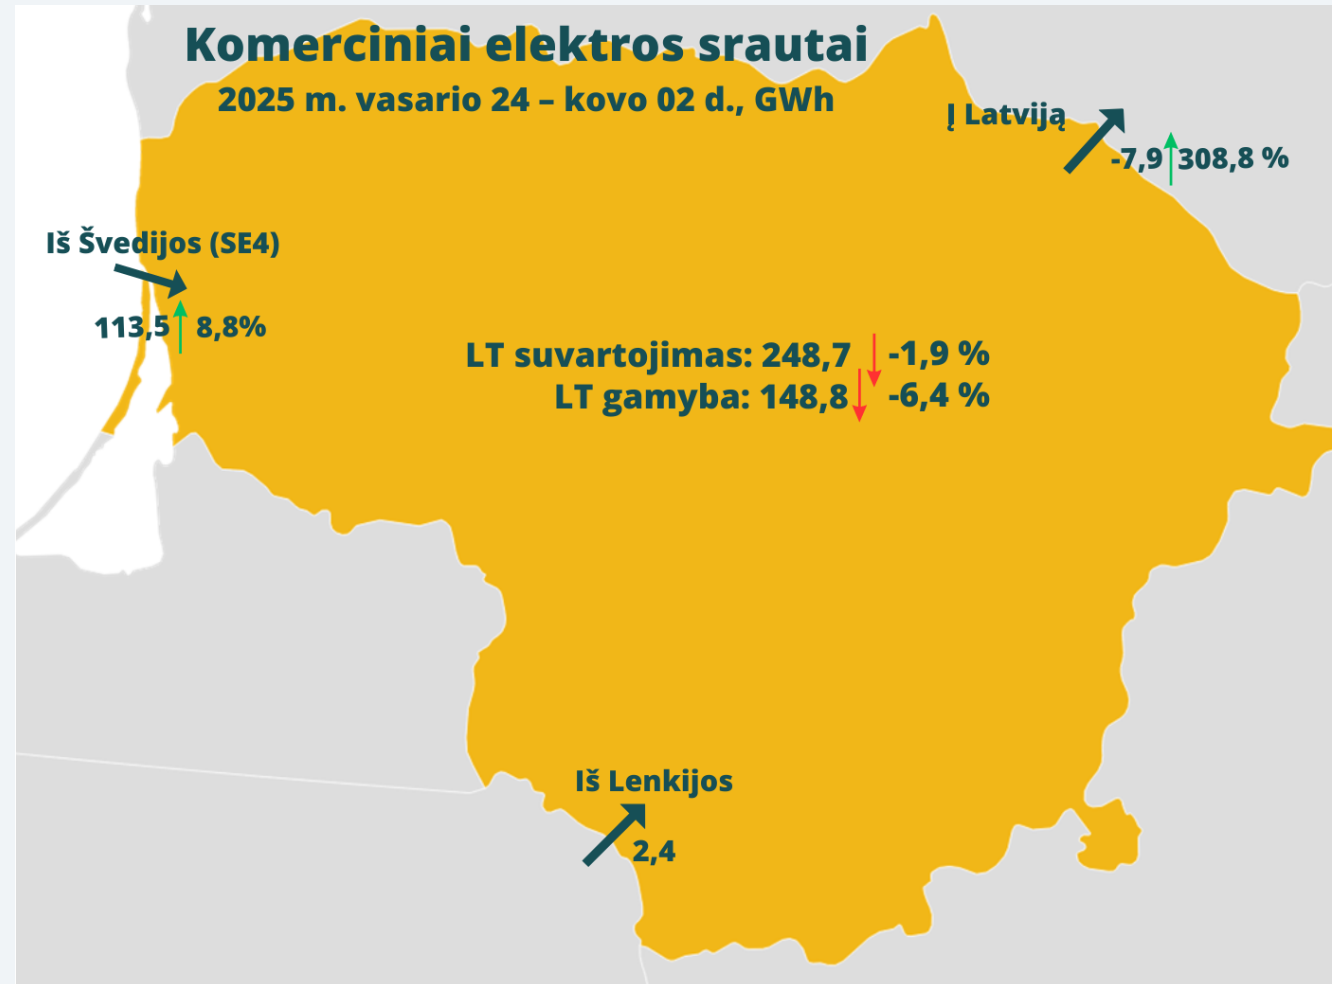 Komerciniai elektros srautai
2025 m. vasario 24 – kovo 02 d., GWh
Į Latviją
-7,9 308,8 %
Iš Švedijos (SE4)
113,5 8,8%
LT suvartojimas: 248,7 -1,9 %
LT gamyba: 148,8 -6,4 %
Iš Lenkijos
2,4